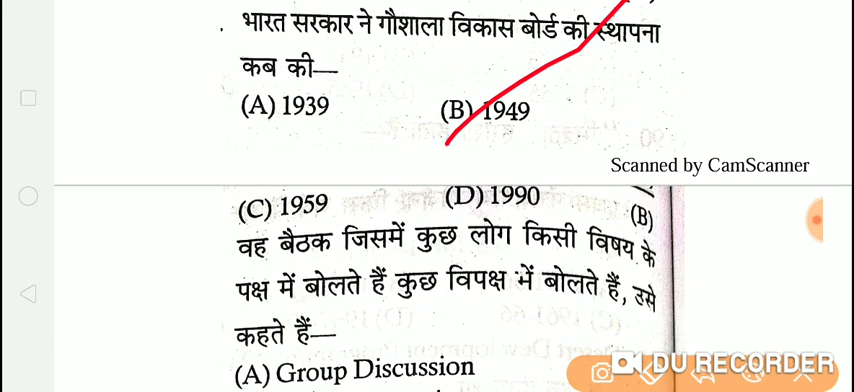 भारत सरकार ने गौशाला विकास बोर्ड की स्थापना
कब की—
(A) 1939 (B) 1949
Scanned by CamScanner
(C) 1959 (D) 1990
(B)
वह बैठक जिसमें कुछ लोग किसी विषय के
पक्ष में बोलते हैं कुछ विपक्ष में बोलते हैं, उसे
कहते हैं—
(A) Group Discussion
DU RECORDER